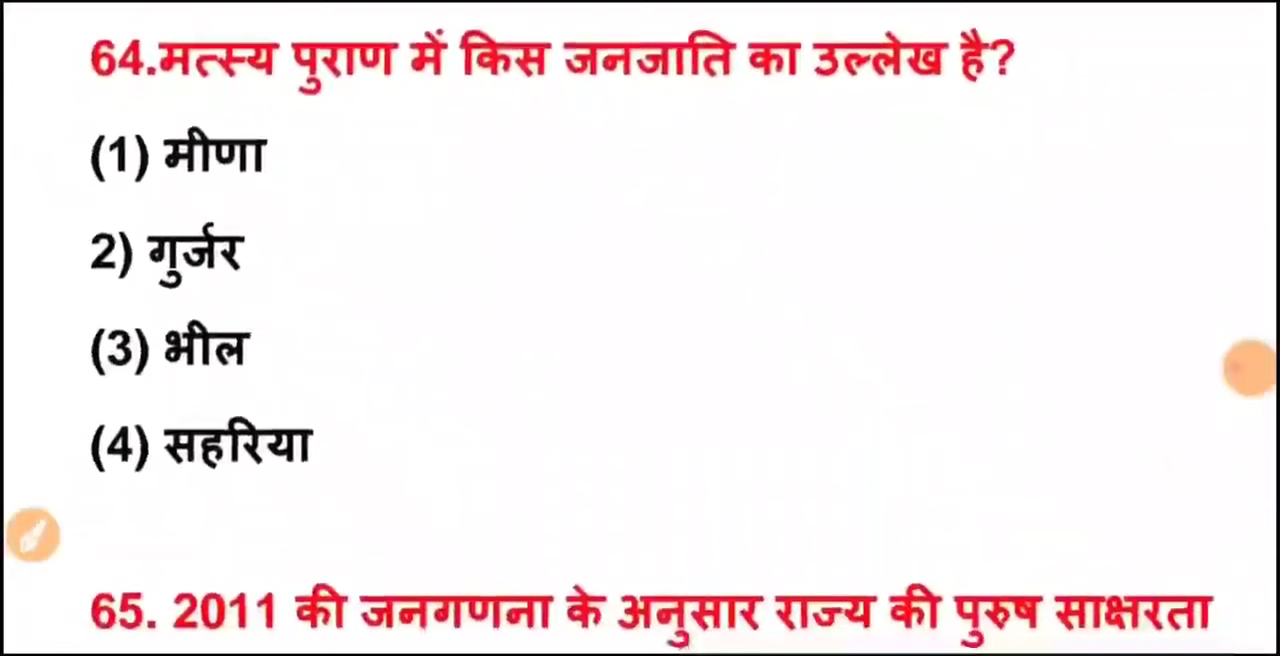 64.मत्स्य पुराण में किस जनजाति का उल्लेख है?
(1) मीणा
2) गुर्जर
(3) भील
(4) सहरिया
65. 2011 की जनगणना के अनुसार राज्य की पुरुष साक्षरता